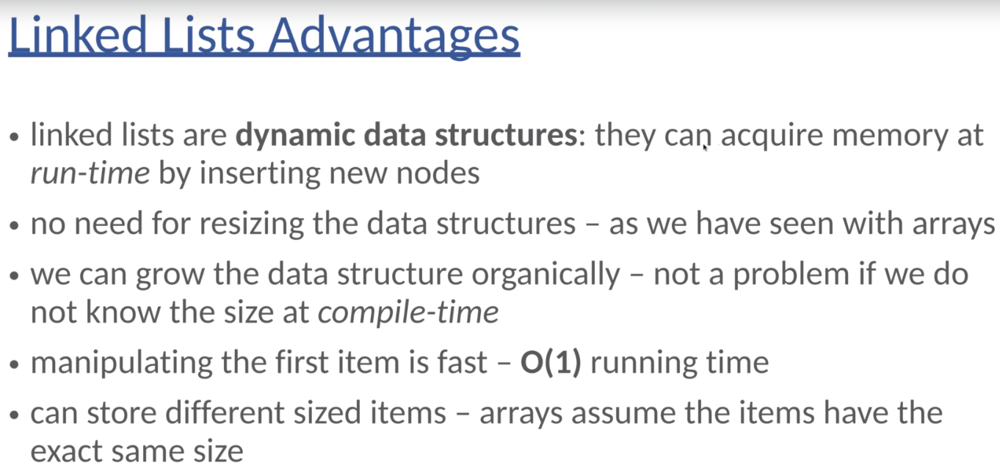 Linked Lists Advantages
• linked lists are dynamic data structures: they can acquire memory at
run-time by inserting new nodes
• no need for resizing the data structures – as we have seen with arrays
• we can grow the data structure organically – not a problem if we do
not know the size at compile-time
• manipulating the first item is fast – O(1) running time
• can store different sized items – arrays assume the items have the
exact same size